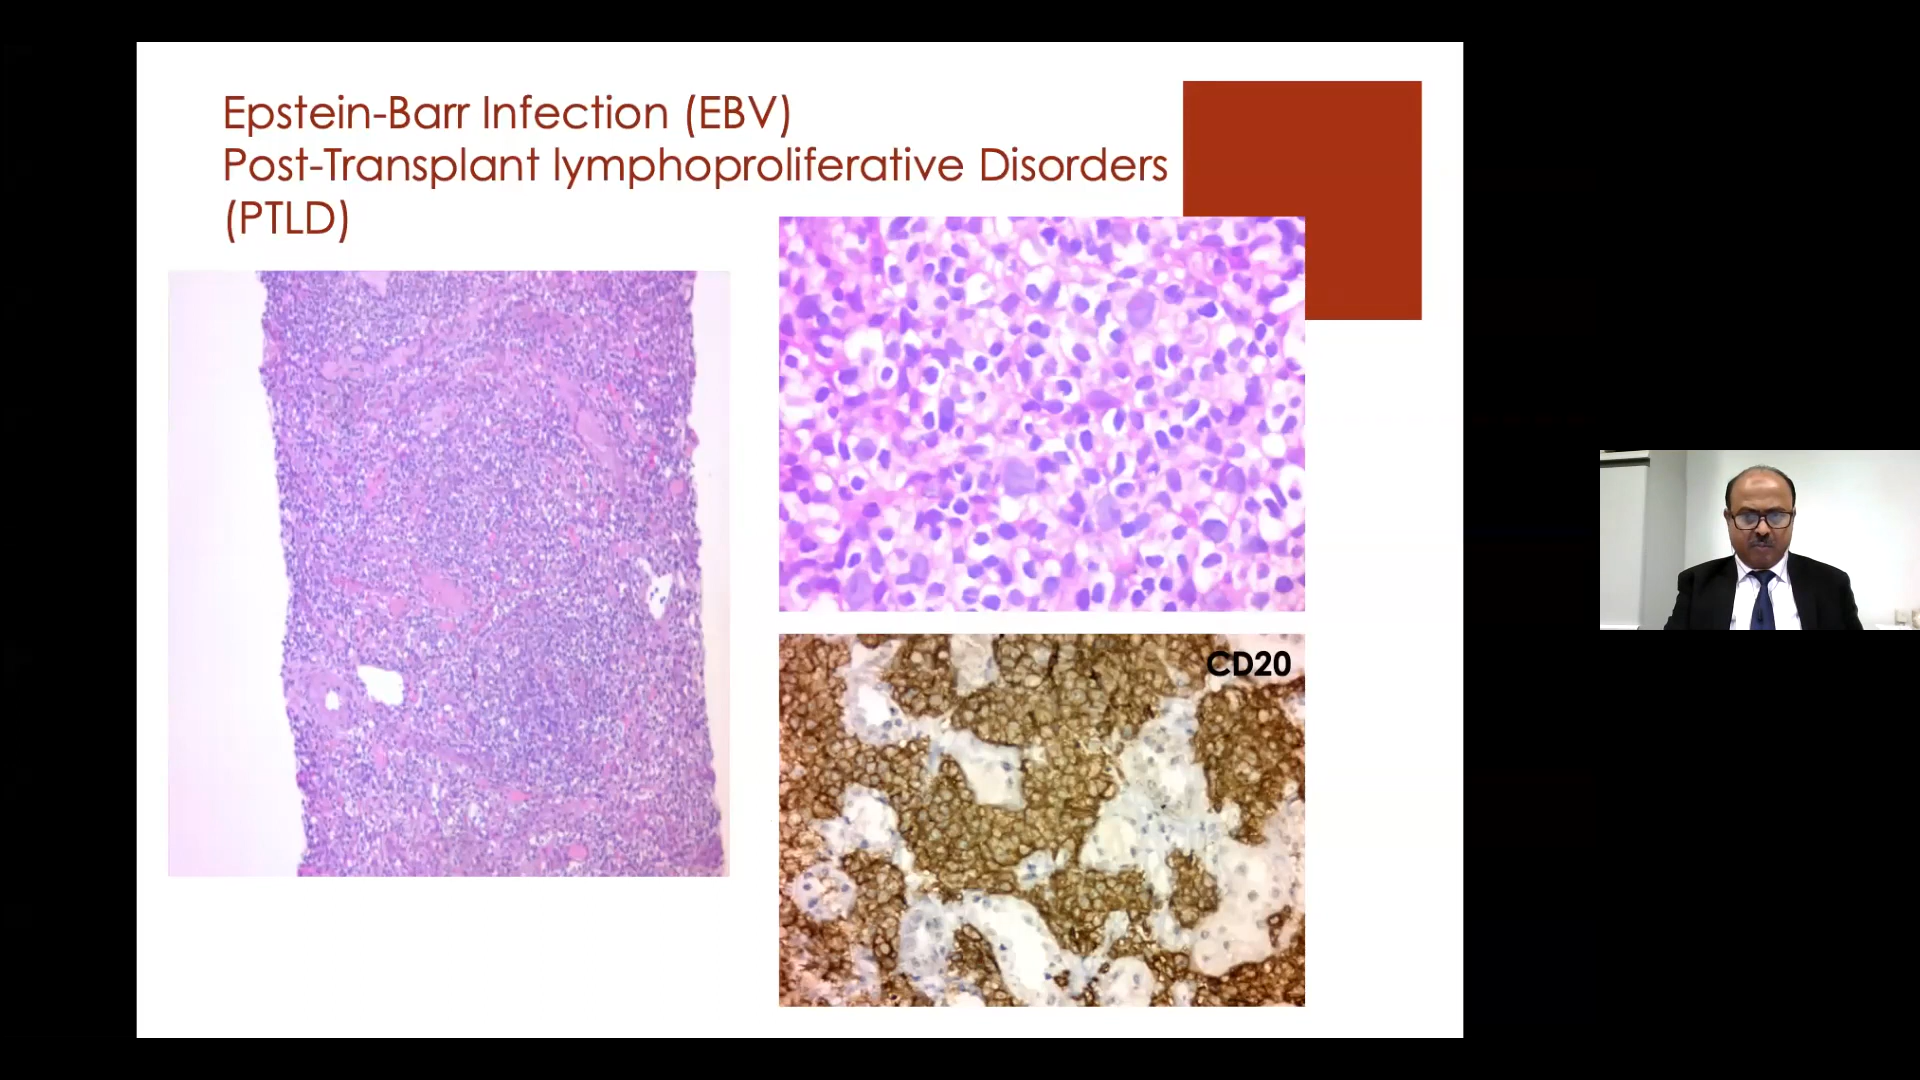 Epstein-Barr Infection (EBV)
Post-Transplant lymphoproliferative Disorders
(PTLD)
CD20